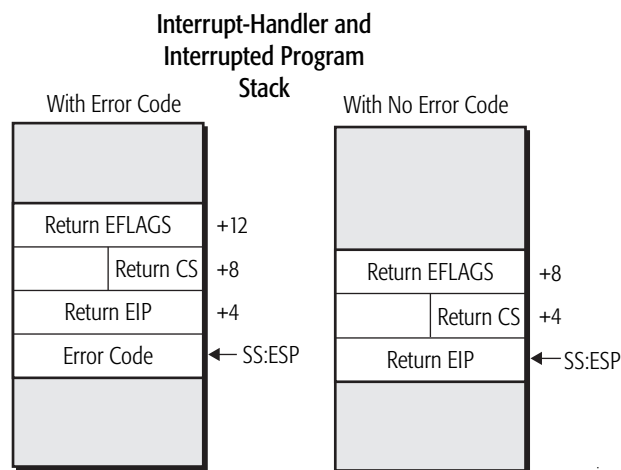 Interrupt-Handler and
Interrupted Program
Stack
With Error Code
Return EFLAGS +12
Return CS +8
Return EIP +4
Error Code SS:ESP
With No Error Code
Return EFLAGS +8
Return CS +4
Return EIP SS:ESP